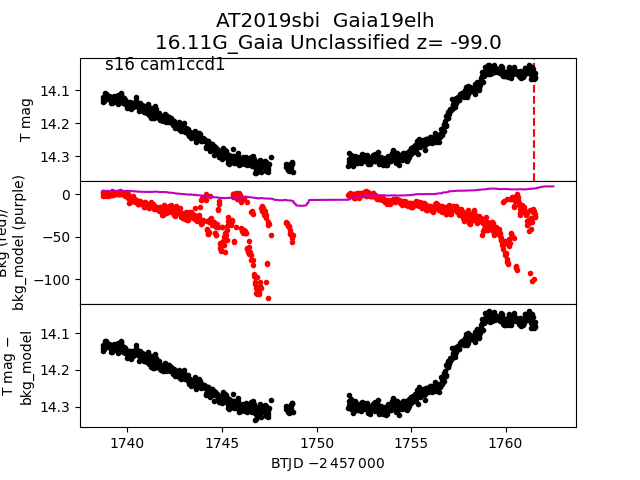 AT2019sbi  Gaia19elh
16.11G_Gaia Unclassified z= -99.0
s16 cam1ccd1
T mag
14.1
14.2
14.3
Bkg (red)/
bkg_model (purple)
0
−50
−100
T mag −
bkg_model
14.1
14.2
14.3
1740
1745
1750
1755
1760
BTJD −2 457 000